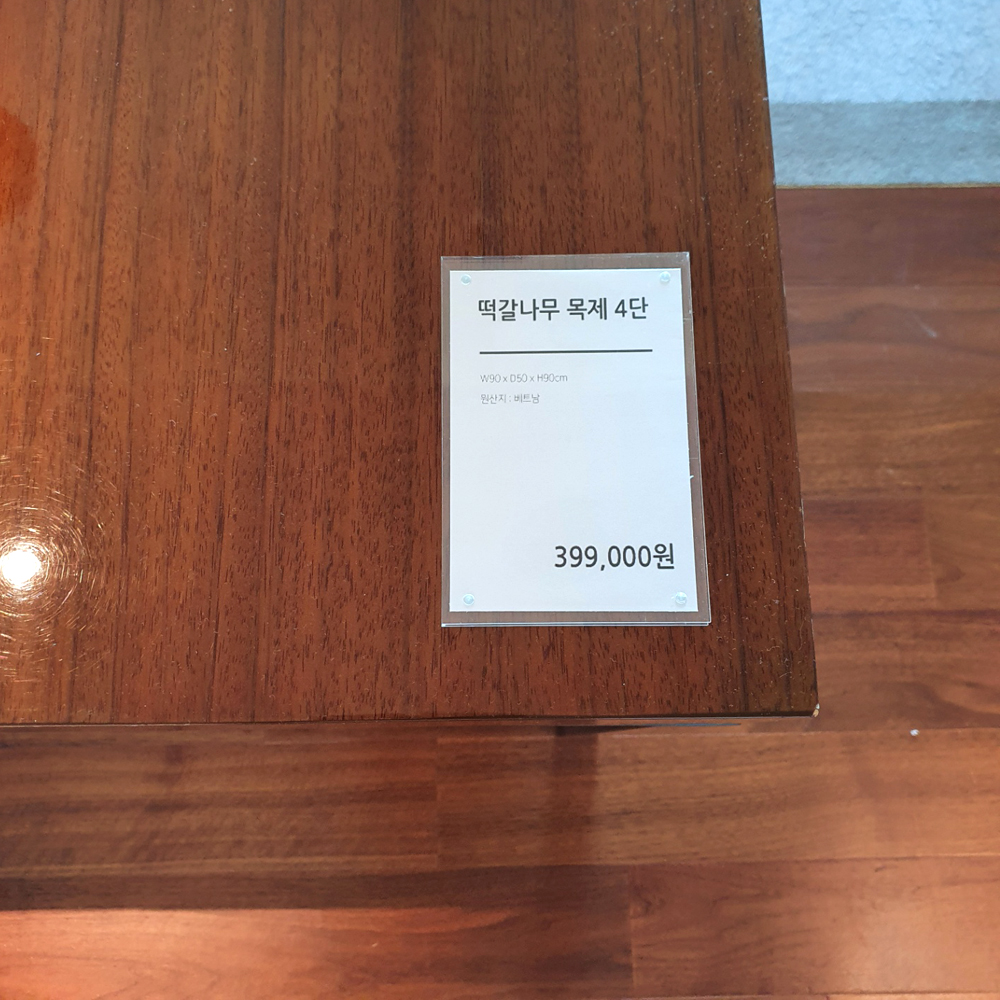 떡갈나무 목제 4단
W90 x D50 x H90cm
원산지 : 베트남
399,000원